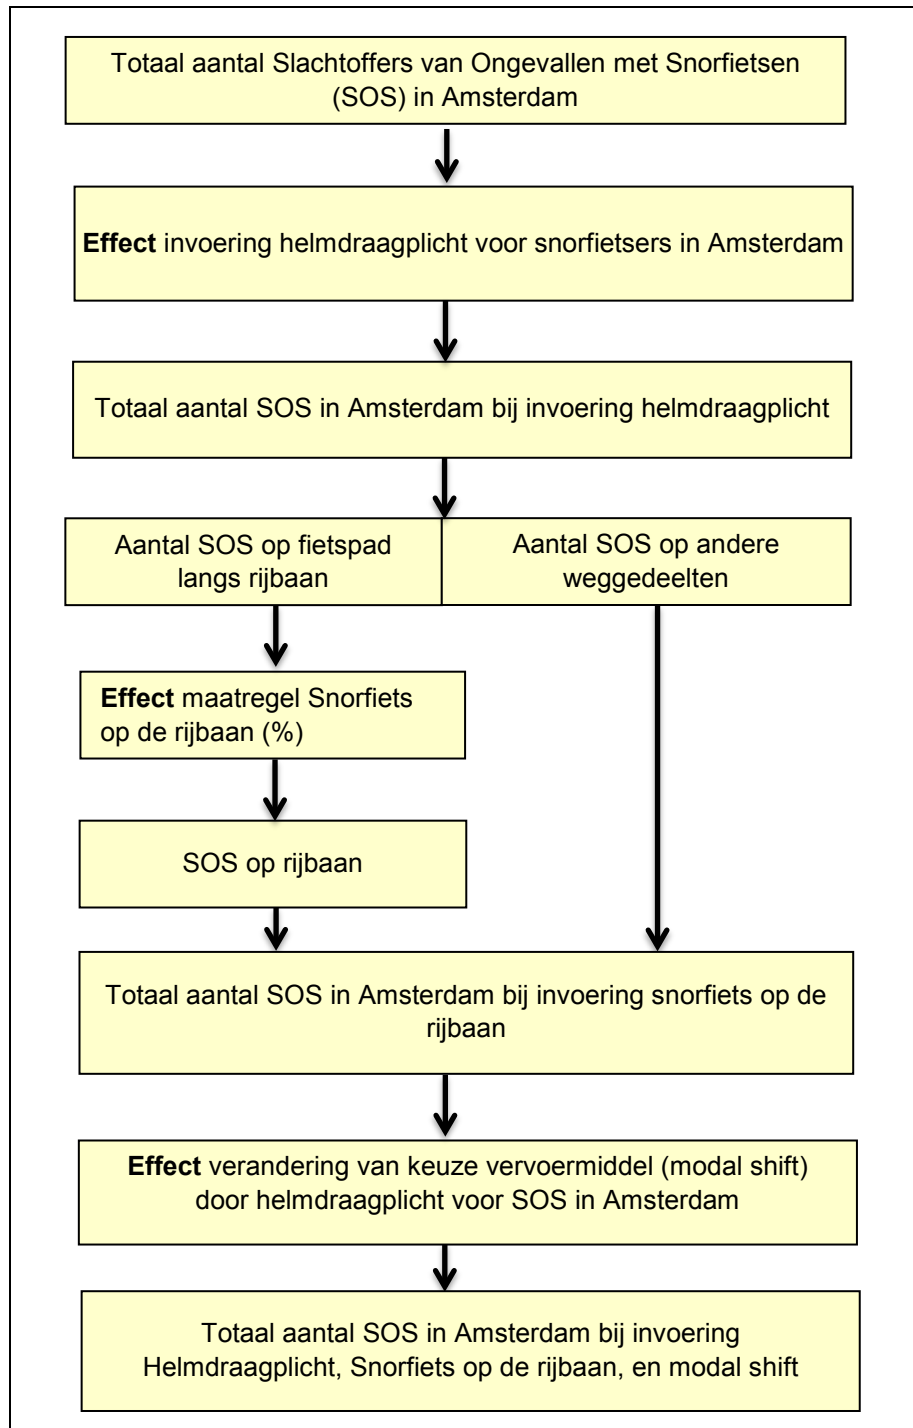 Totaal aantal Slachtoffers van Ongevallen met Snorfietsen
(SOS) in Amsterdam
Effect invoering helmdraagplicht voor snorfietsers in Amsterdam
Totaal aantal SOS in Amsterdam bij invoering helmdraagplicht
Aantal SOS op fietspad
langs rijbaan
Aantal SOS op andere
weggedeelten
Effect maatregel Snorfiets
op de rijbaan (%)
SOS op rijbaan
Totaal aantal SOS in Amsterdam bij invoering snorfiets op de
rijbaan
Effect verandering van keuze vervoermiddel (modal shift)
door helmdraagplicht voor SOS in Amsterdam
Totaal aantal SOS in Amsterdam bij invoering
Helmdraagplicht, Snorfiets op de rijbaan, en modal shift